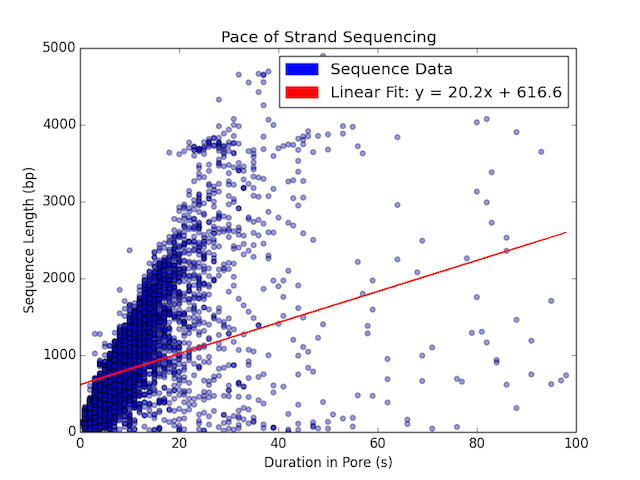 Pace of Strand Sequencing
5000
4000
3000
2000
1000
0
Sequence Length (bp)
Sequence Data
Linear Fit: y = 20.2x + 616.6
0 20 40 60 80 100
Duration in Pore (s)